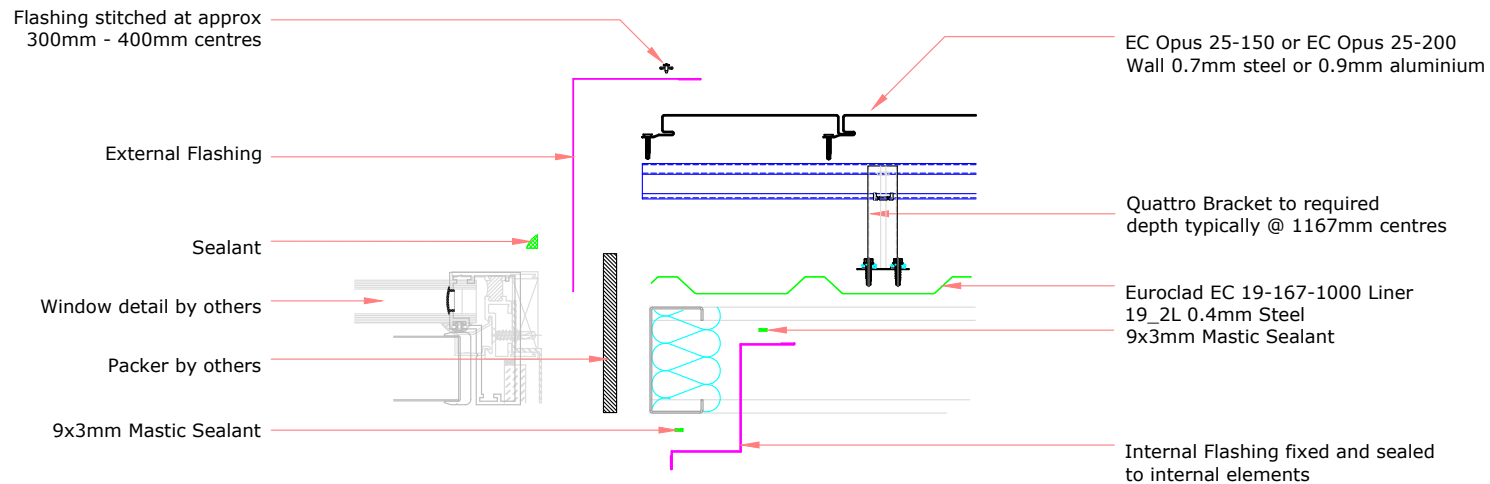 Flashing stitched at approx
300mm - 400mm centres
External Flashing
Sealant
Window detail by others
Packer by others
9x3mm Mastic Sealant
EC Opus 25-150 or EC Opus 25-200
Wall 0.7mm steel or 0.9mm aluminium
Quattro Bracket to required
depth typically @ 1167mm centres
Euroclad EC 19-167-1000 Liner
19_2L 0.4mm Steel
9x3mm Mastic Sealant
Internal Flashing fixed and sealed
to internal elements